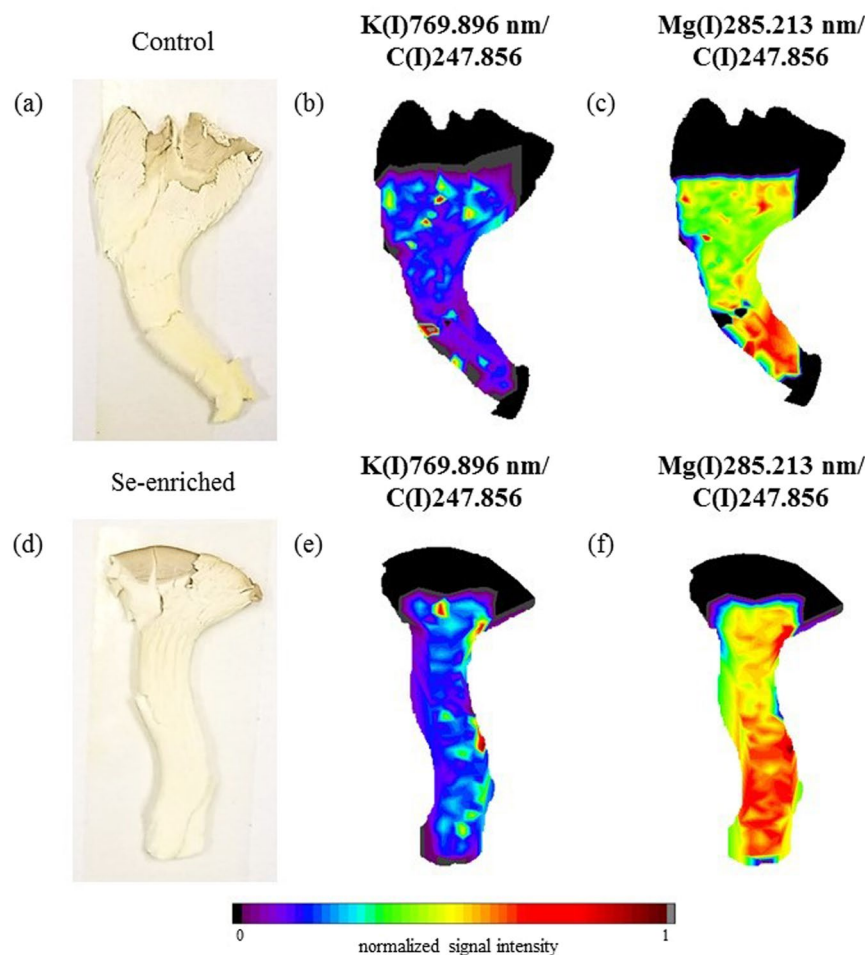 Control
K(I)769.896 nm/
C(I)247.856
Mg(I)285.213 nm/
C(I)247.856
(a)
(b)
(c)
Se-enriched
K(I)769.896 nm/
C(I)247.856
Mg(I)285.213 nm/
C(I)247.856
(d)
(e)
(f)
0
1
normalized signal intensity